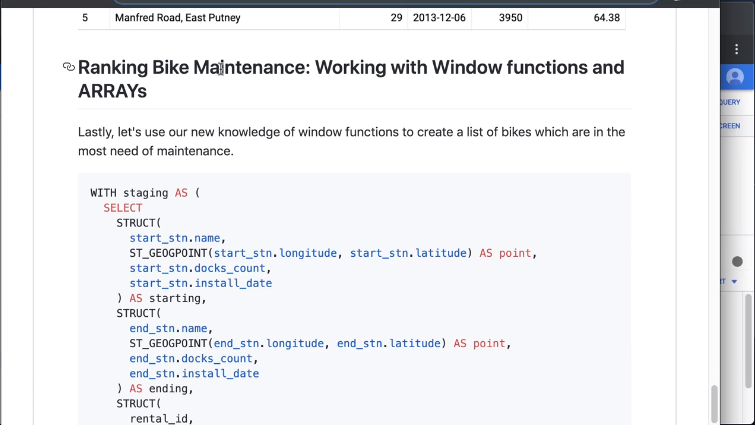 5 Manfred Road, East Putney 29 2013-12-06 3950 64.38
Ranking Bike Maintenance: Working with Window functions and
ARRAYs
Lastly, let's use our new knowledge of window functions to create a list of bikes which are in the
most need of maintenance.
WITH staging AS (
SELECT
STRUCT(
start_stn.name,
ST_GEOGPOINT(start_stn.longitude, start_stn.latitude) AS point,
start_stn.docks_count,
start_stn.install_date
) AS starting,
STRUCT(
end_stn.name,
ST_GEOGPOINT(end_stn.longitude, end_stn.latitude) AS point,
end_stn.docks_count,
end_stn.install_date
) AS ending,
STRUCT(
rental_id,
QUERY
CREEN
RT